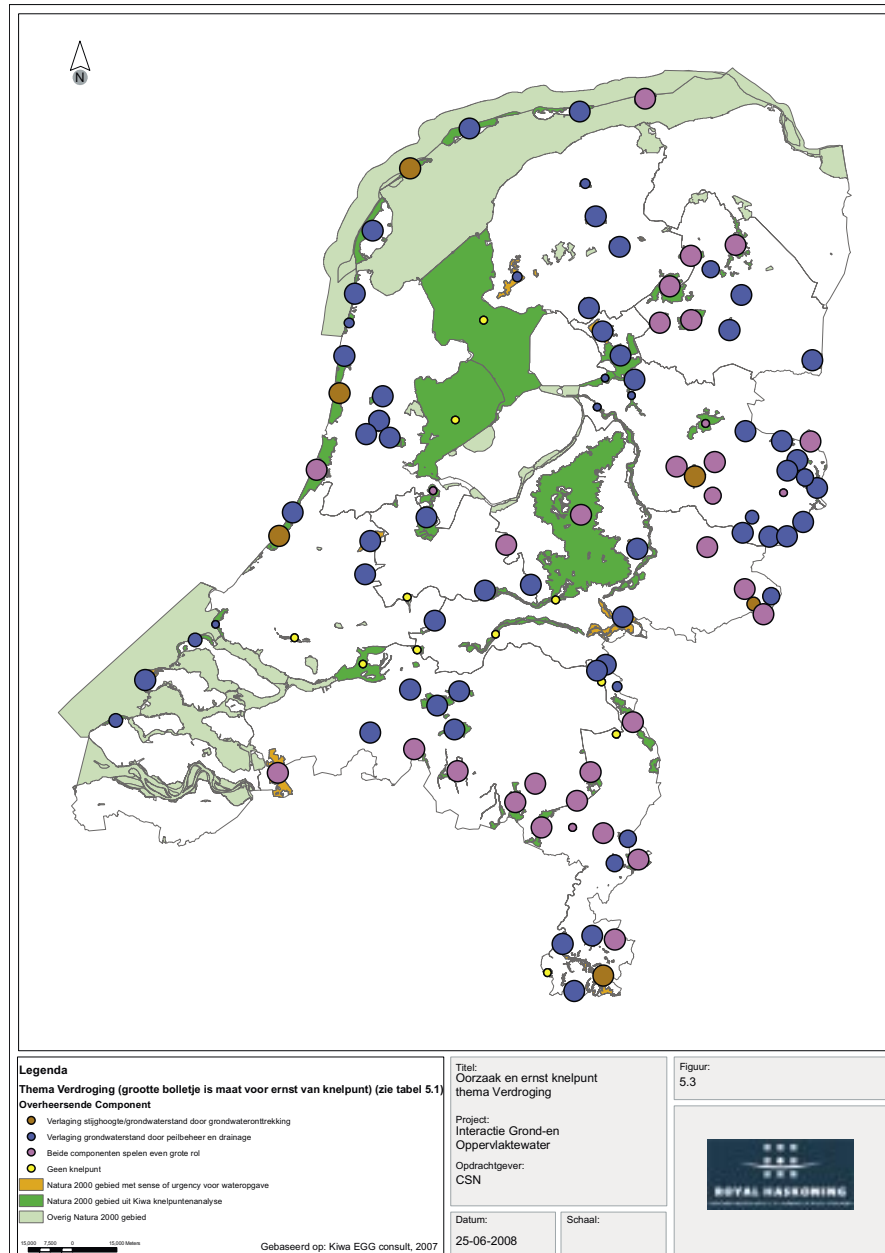 N
Legenda
Thema Verdroging (grootte bolletje is maat voor ernst van knelpunt) (zie tabel 5.1)
Overheersende Component
Verlaging stijghoogte/grondwaterstand door grondwateronttrekking
Verlaging grondwaterstand door peilbeheer en drainage
Beide componenten spelen even grote rol
Geen knelpunt
Natura 2000 gebied met sense of urgency voor wateropgave
Natura 2000 gebied uit Kiwa knelpuntenanalyse
Overig Natura 2000 gebied
15,000 7,500 0 15,000 Meters
Gebaseerd op: Kiwa EGG consult, 2007
Titel:
Oorzaak en ernst knelpunt
thema Verdroging
Project:
Interactie Grond-en
Oppervlaktewater
Opdrachtgever:
CSN
Datum:
25-06-2008
Schaal:
Figuur:
5.3
ROYAL HASKONING